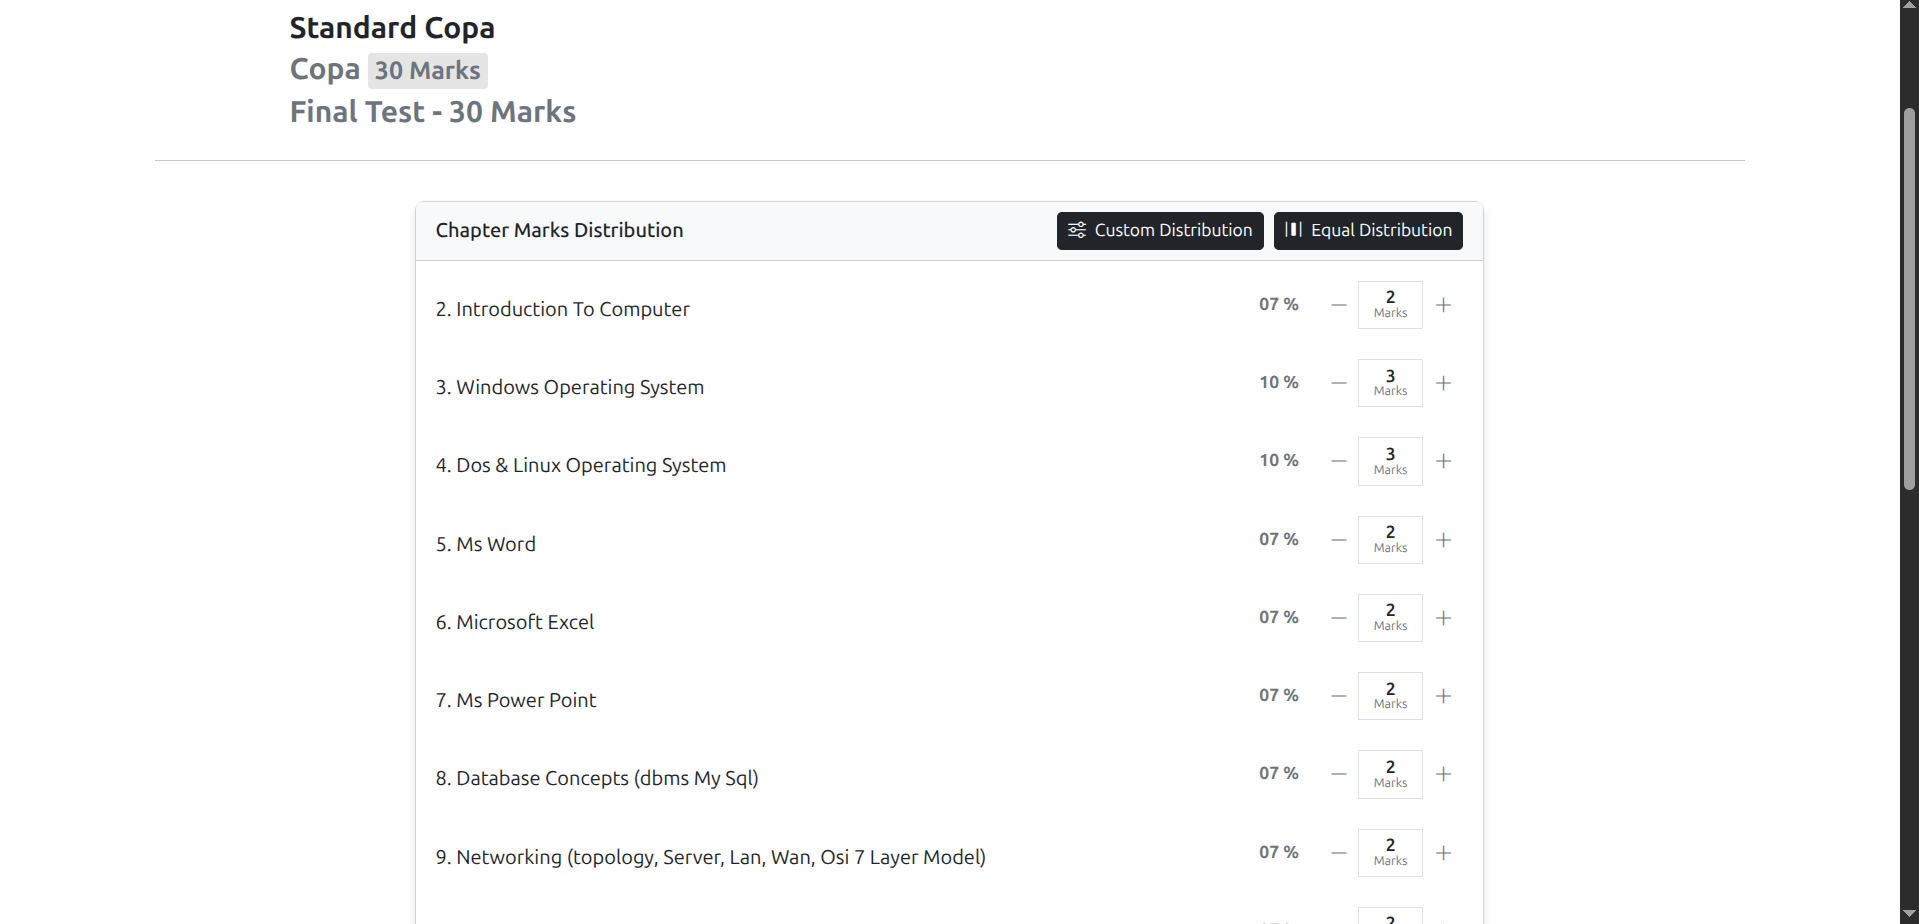 Standard Copa
Copa 30 Marks
Final Test - 30 Marks
Chapter Marks Distribution Custom Distribution Equal Distribution
2. Introduction To Computer 07 % 2 Marks
3. Windows Operating System 10 % 3 Marks
4. Dos & Linux Operating System 10 % 3 Marks
5. Ms Word 07 % 2 Marks
6. Microsoft Excel 07 % 2 Marks
7. Ms Power Point 07 % 2 Marks
8. Database Concepts (dbms My Sql) 07 % 2 Marks
9. Networking (topology, Server, Lan, Wan, Osi 7 Layer Model) 07 % 2 Marks